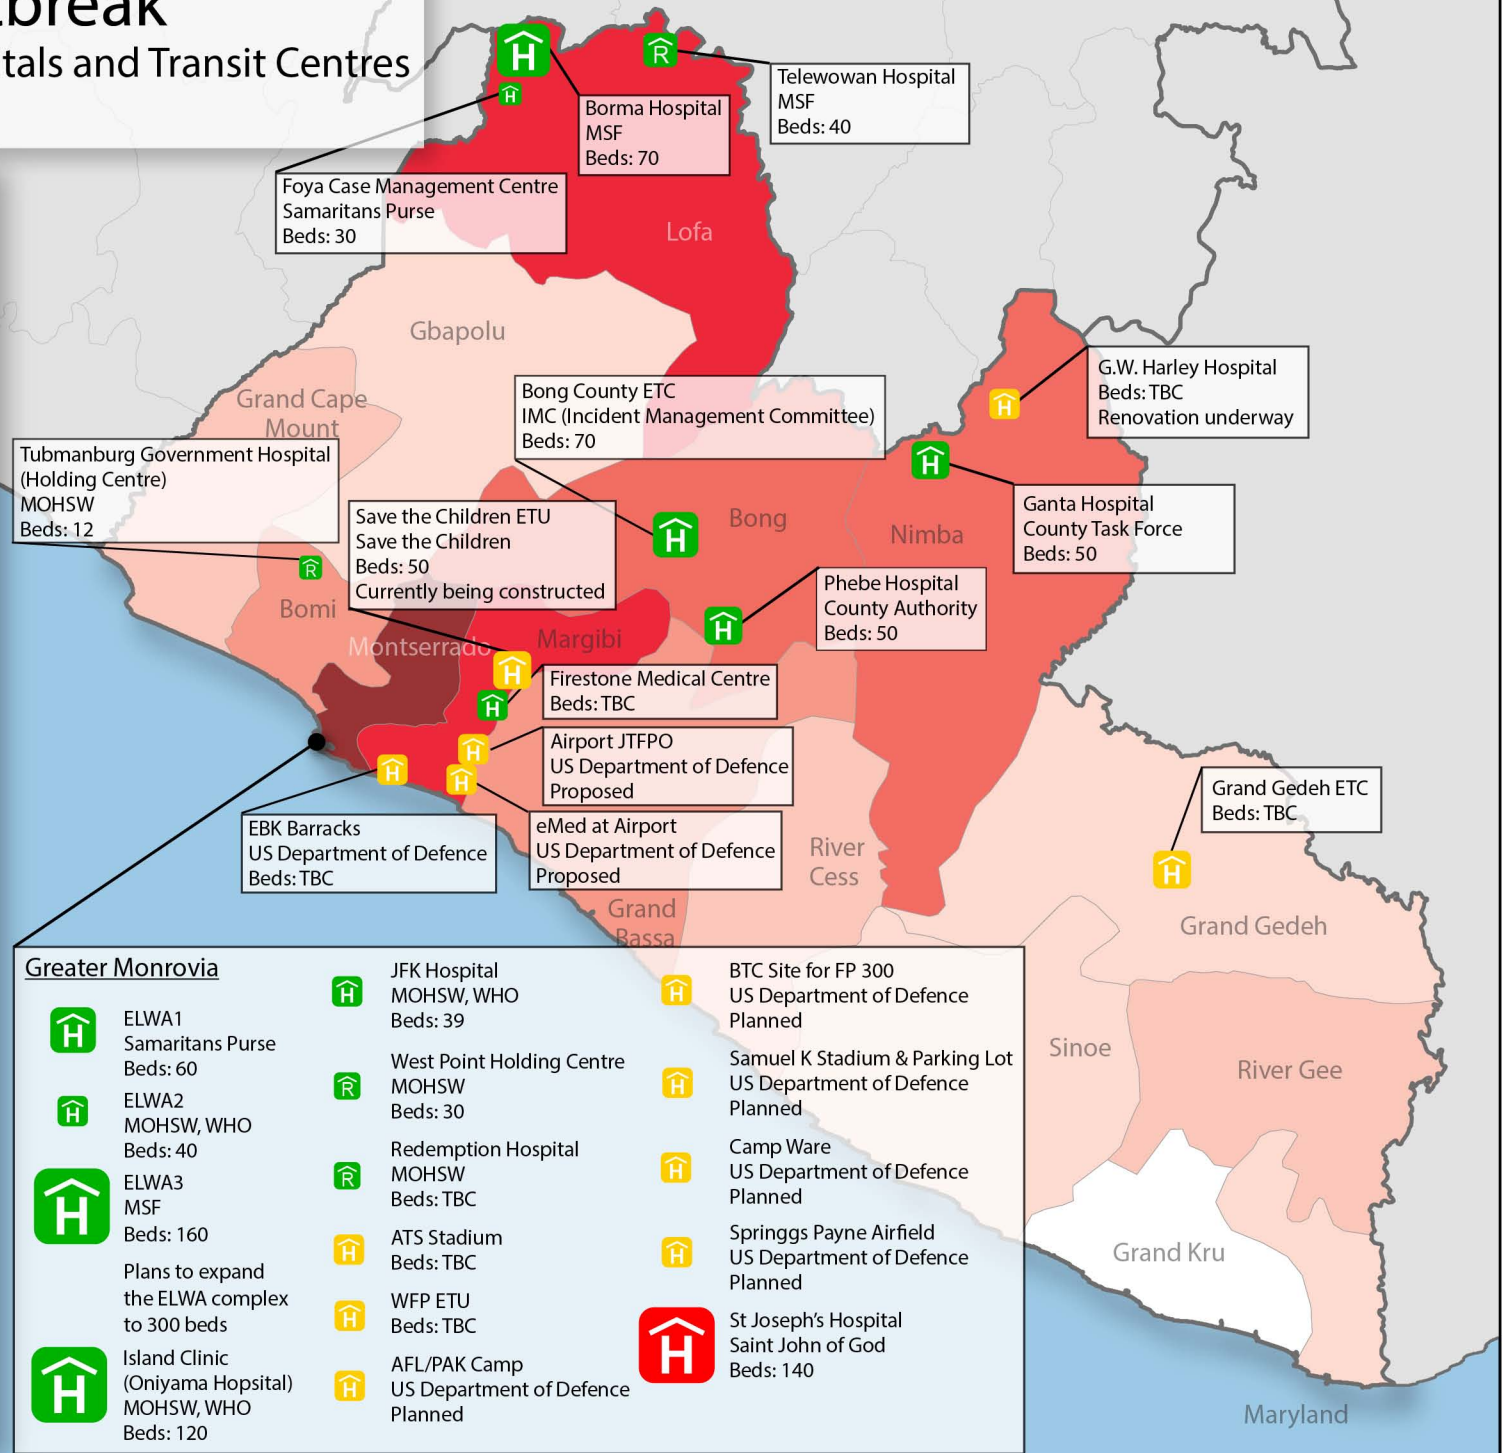 tals and Transit Centres
Telewowan Hospital
MSF
Beds: 40
Borma Hospital
MSF
Beds: 70
Foya Case Management Centre
Samaritans Purse
Beds: 30
Lofa
Gbapolu
G.W. Harley Hospital
Beds: TBC
Renovation underway
Bong County ETC
IMC (Incident Management Committee)
Beds: 70
Grand Cape
Mount
Tubmanburg Government Hospital
(Holding Centre)
MOHSW
Beds: 12
Ganta Hospital
County Task Force
Beds: 50
Save the Children ETU
Save the Children
Beds: 50
Currently being constructed
Bong
Nimba
Phebe Hospital
County Authority
Beds: 50
Bomi
Montserrado
Margibi
Firestone Medical Centre
Beds: TBC
Airport JTFPO
US Department of Defence
Proposed
Grand Gedeh ETC
Beds: TBC
EBK Barracks
US Department of Defence
Beds: TBC
eMed at Airport
US Department of Defence
Proposed
River
Cess
Grand
Bassa
Grand Gedeh
Sinoe
River Gee
Grand Kru
Maryland
Greater Monrovia
H ELWA1
Samaritans Purse
Beds: 60
H ELWA2
MOHSW, WHO
Beds: 40
H ELWA3
MSF
Beds: 160
Plans to expand
the ELWA complex
to 300 beds
H Island Clinic
(Oniyama Hopsital)
MOHSW, WHO
Beds: 120
H JFK Hospital
MOHSW, WHO
Beds: 39
R West Point Holding Centre
MOHSW
Beds: 30
R Redemption Hospital
MOHSW
Beds: TBC
H ATS Stadium
Beds: TBC
H WFP ETU
Beds: TBC
H AFL/PAK Camp
US Department of Defence
Planned
H BTC Site for FP 300
US Department of Defence
Planned
H Samuel K Stadium & Parking Lot
US Department of Defence
Planned
H Camp Ware
US Department of Defence
Planned
H Springgs Payne Airfield
US Department of Defence
Planned
H St Joseph's Hospital
Saint John of God
Beds: 140